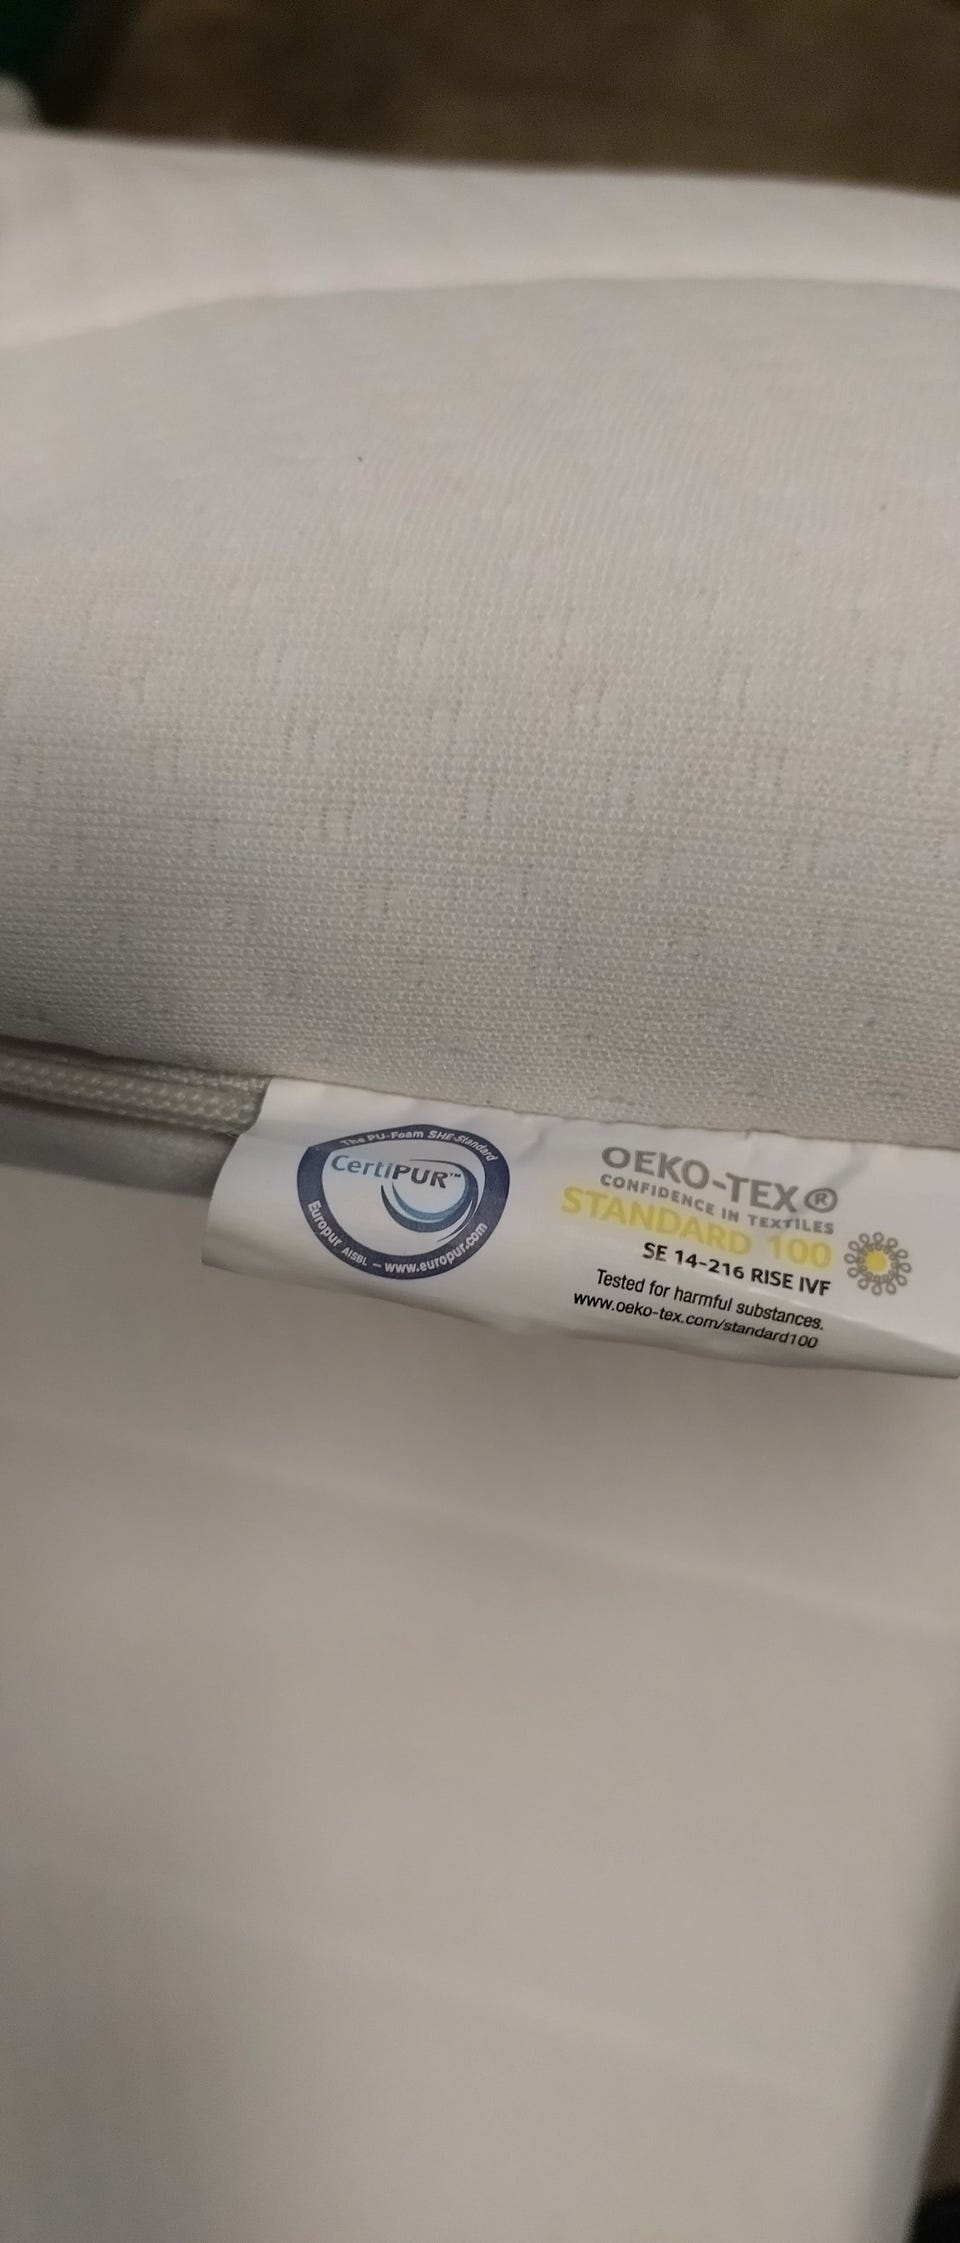 The PU-Foam SHE-Standard
CertiPUR™
Europur AISBL – www.europur.com
OEKO-TEX®
CONFIDENCE IN TEXTILES
STANDARD 100
SE 14-216 RISE IVF
Tested for harmful substances.
www.oeko-tex.com/standard100